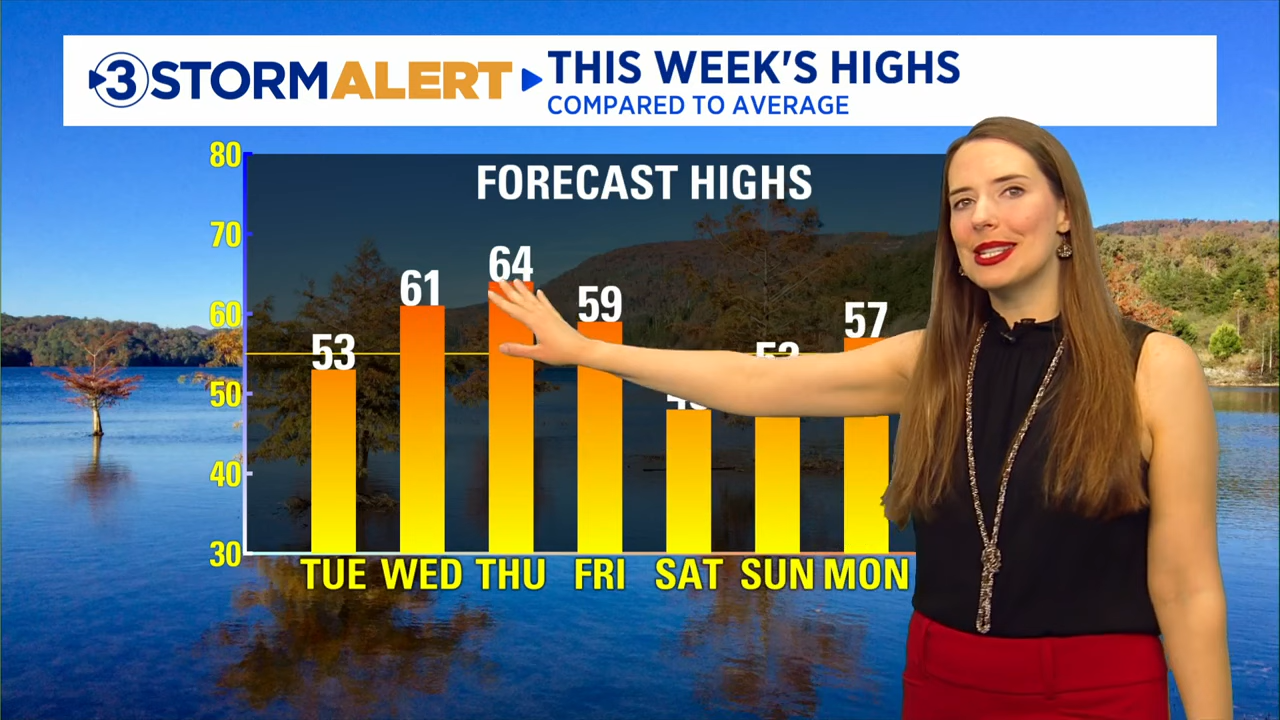 3 STORMALERT
THIS WEEK'S HIGHS
COMPARED TO AVERAGE
FORECAST HIGHS
80
70
60
50
40
30
53
61
64
59
57
TUE WED THU FRI SAT SUN MON